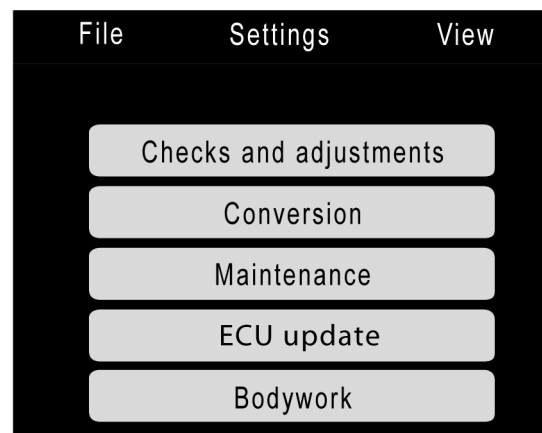 File Settings View
Checks and adjustments
Conversion
Maintenance
ECU update
Bodywork